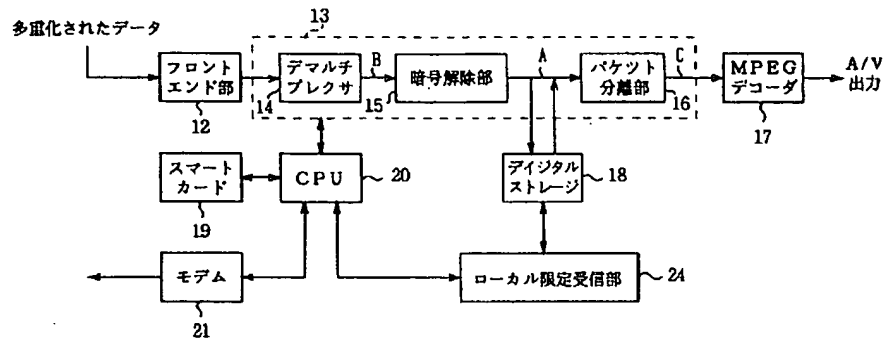 多重化されたデータ
13
フロント
エンド部
12
デマルチ
プレクサ
14
B
暗号解除部
15
A
パケット
分離部
16
C
MPEG
デコーダ
17
A/V
出力
スマート
カード
19
CPU
20
デイジタル
ストレージ
18
モデム
21
ローカル限定受信部
24